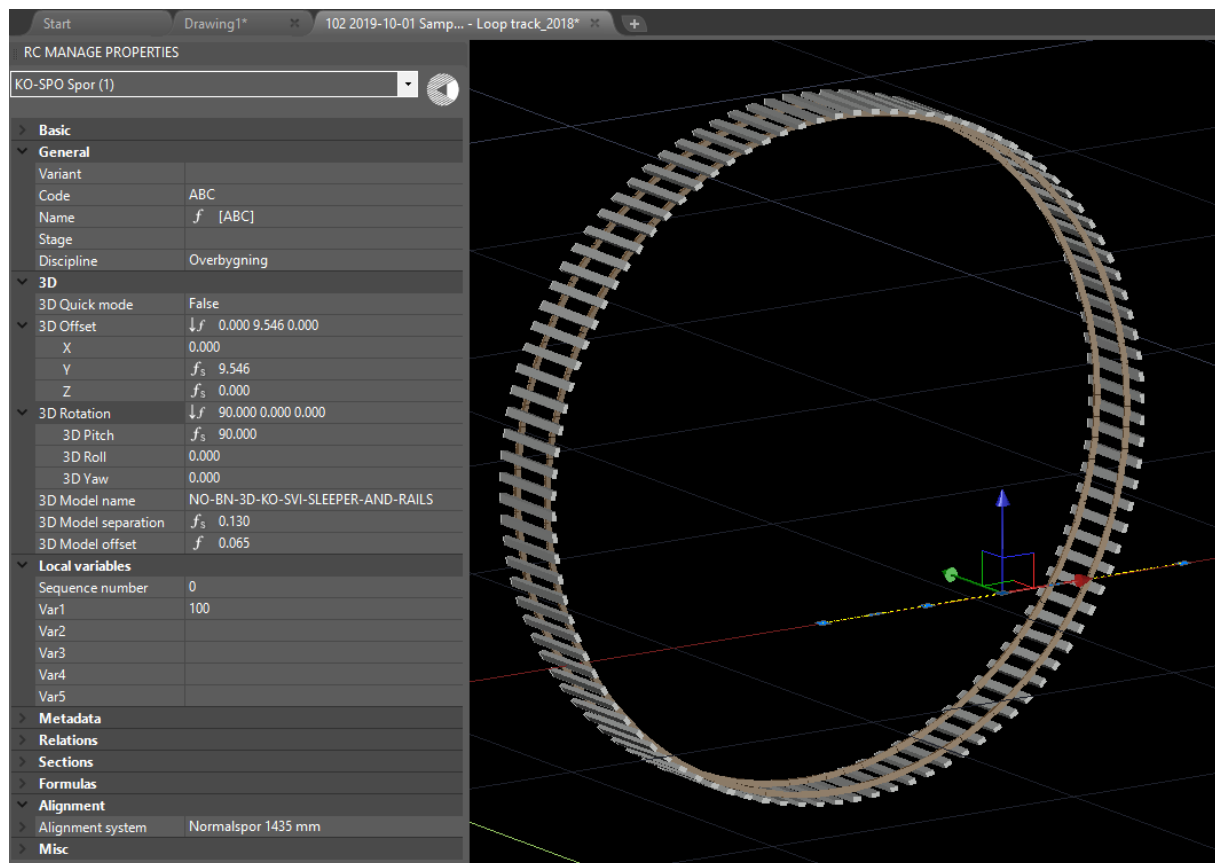 Start Drawing1* 102 2019-10-01 Samp... - Loop track_2018*
RC MANAGE PROPERTIES
KO-SPO Spor (1)
Basic
General
Variant
Code ABC
Name f [ABC]
Stage
Discipline Overbygning
3D
3D Quick mode False
3D Offset ↓f 0.000 9.546 0.000
X 0.000
Y fs 9.546
Z fs 0.000
3D Rotation ↓f 90.000 0.000 0.000
3D Pitch fs 90.000
3D Roll 0.000
3D Yaw 0.000
3D Model name NO-BN-3D-KO-SVI-SLEEPER-AND-RAILS
3D Model separation fs 0.130
3D Model offset f 0.065
Local variables
Sequence number 0
Var1 100
Var2
Var3
Var4
Var5
Metadata
Relations
Sections
Formulas
Alignment
Alignment system Normalspor 1435 mm
Misc